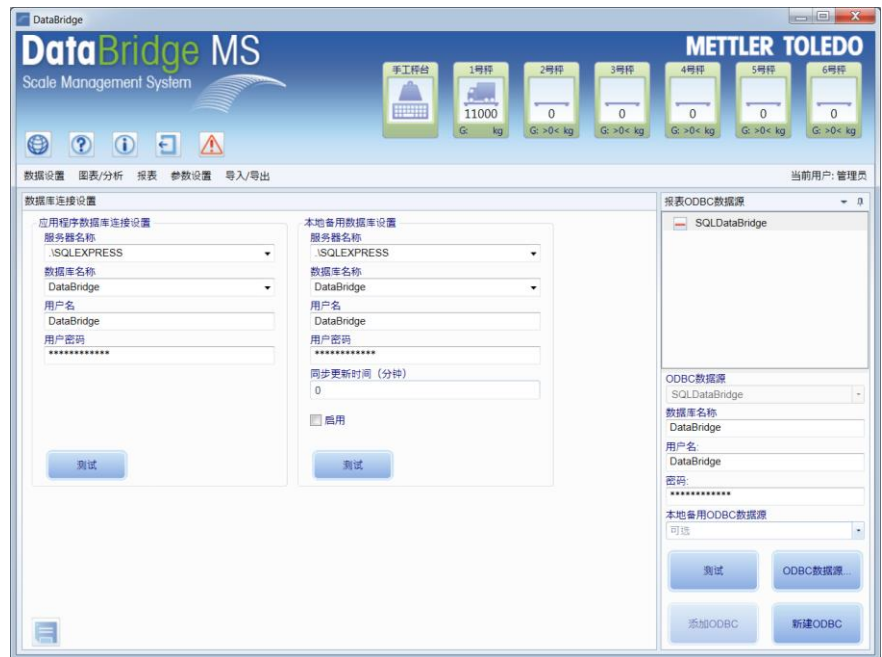 DataBridge
DataBridge MS
METTLER TOLEDO
Scale Management System
手工秤台
1号秤
11000
G: kg
2号秤
0
G: >0< kg
3号秤
0
G: >0< kg
4号秤
0
G: >0< kg
5号秤
0
G: >0< kg
6号秤
0
G: >0< kg
数据设置 图表/分析 报表 参数设置 导入/导出
当前用户: 管理员
数据库连接设置
应用程序数据库连接设置
服务器名称
.\SQLEXPRESS
数据库名称
DataBridge
用户名
DataBridge
用户密码
************
测试
本地备用数据库设置
服务器名称
.\SQLEXPRESS
数据库名称
DataBridge
用户名
DataBridge
用户密码
************
同步更新时间（分钟）
0
启用
测试
报表ODBC数据源
SQLDataBridge
ODBC数据源
SQLDataBridge
数据库名称
DataBridge
用户名:
DataBridge
密码:
************
本地备用ODBC数据源
可选
测试
ODBC数据源...
添加ODBC
新建ODBC